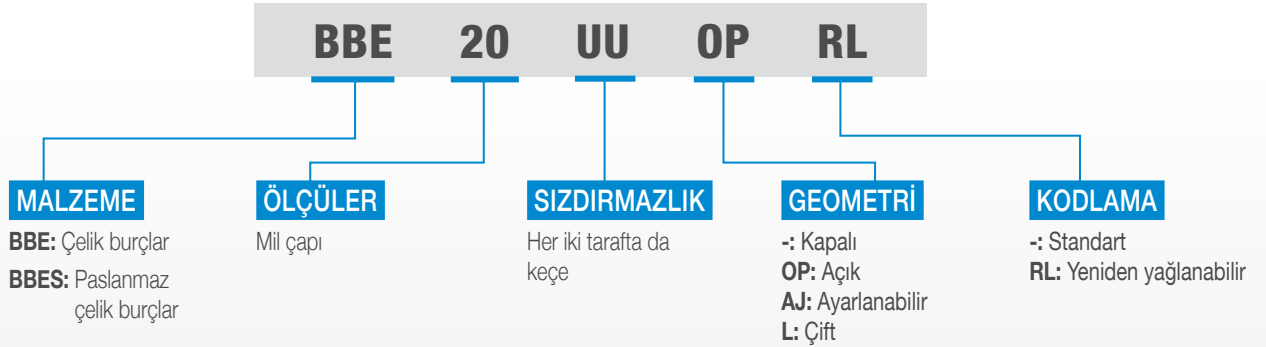 BBE 20 UU OP RL
MALZEME
BBE: Çelik burçlar
BBES: Paslanmaz
çelik burçlar
ÖLÇÜLER
Mil çapı
SIZDIRMAZLIK
Her iki tarafta da
keçe
GEOMETRİ
-: Kapalı
OP: Açık
AJ: Ayarlanabilir
L: Çift
KODLAMA
-: Standart
RL: Yeniden yağlanabilir